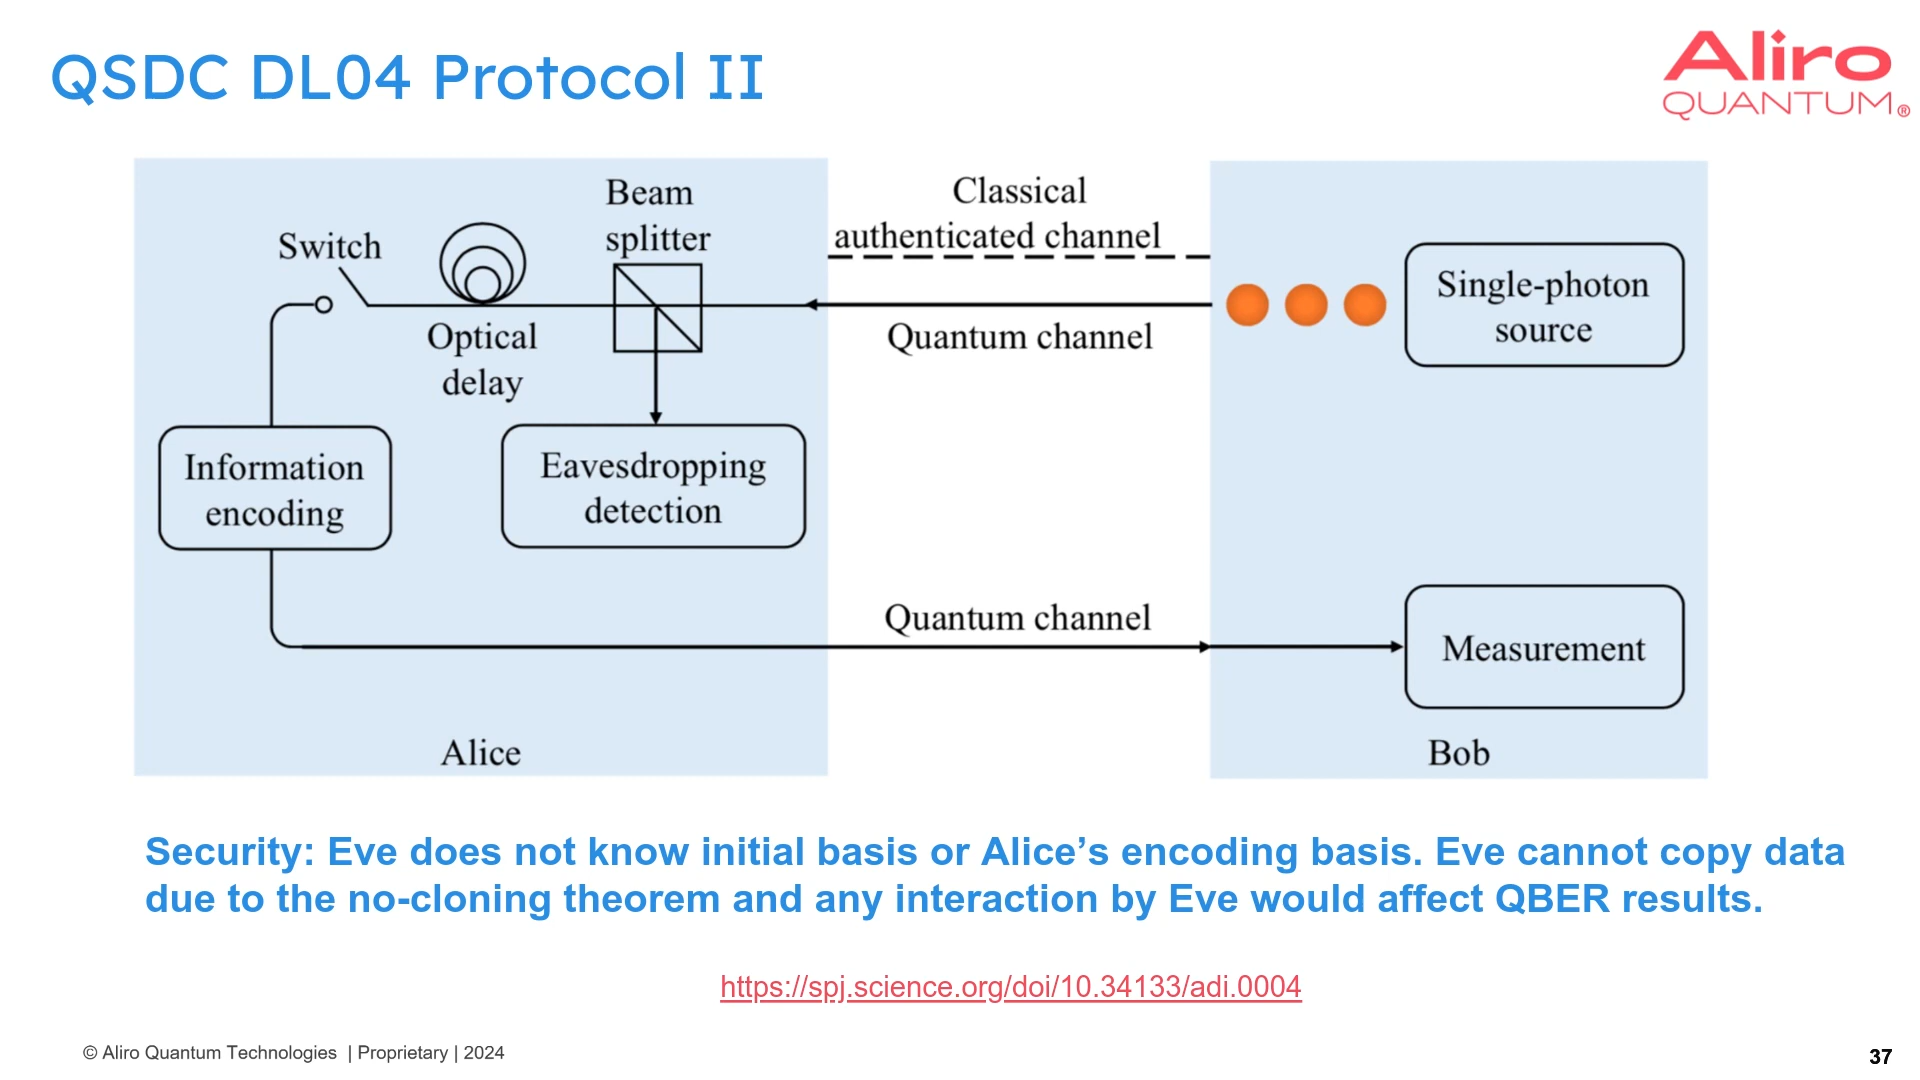 QSDC DL04 Protocol II
Aliro
QUANTUM®
Beam
splitter
Switch
Optical
delay
Classical
authenticated channel
Quantum channel
Single-photon
source
Information
encoding
Eavesdropping
detection
Quantum channel
Measurement
Alice
Bob
Security: Eve does not know initial basis or Alice’s encoding basis. Eve cannot copy data
due to the no-cloning theorem and any interaction by Eve would affect QBER results.
https://spj.science.org/doi/10.34133/adi.0004
© Aliro Quantum Technologies | Proprietary | 2024
37